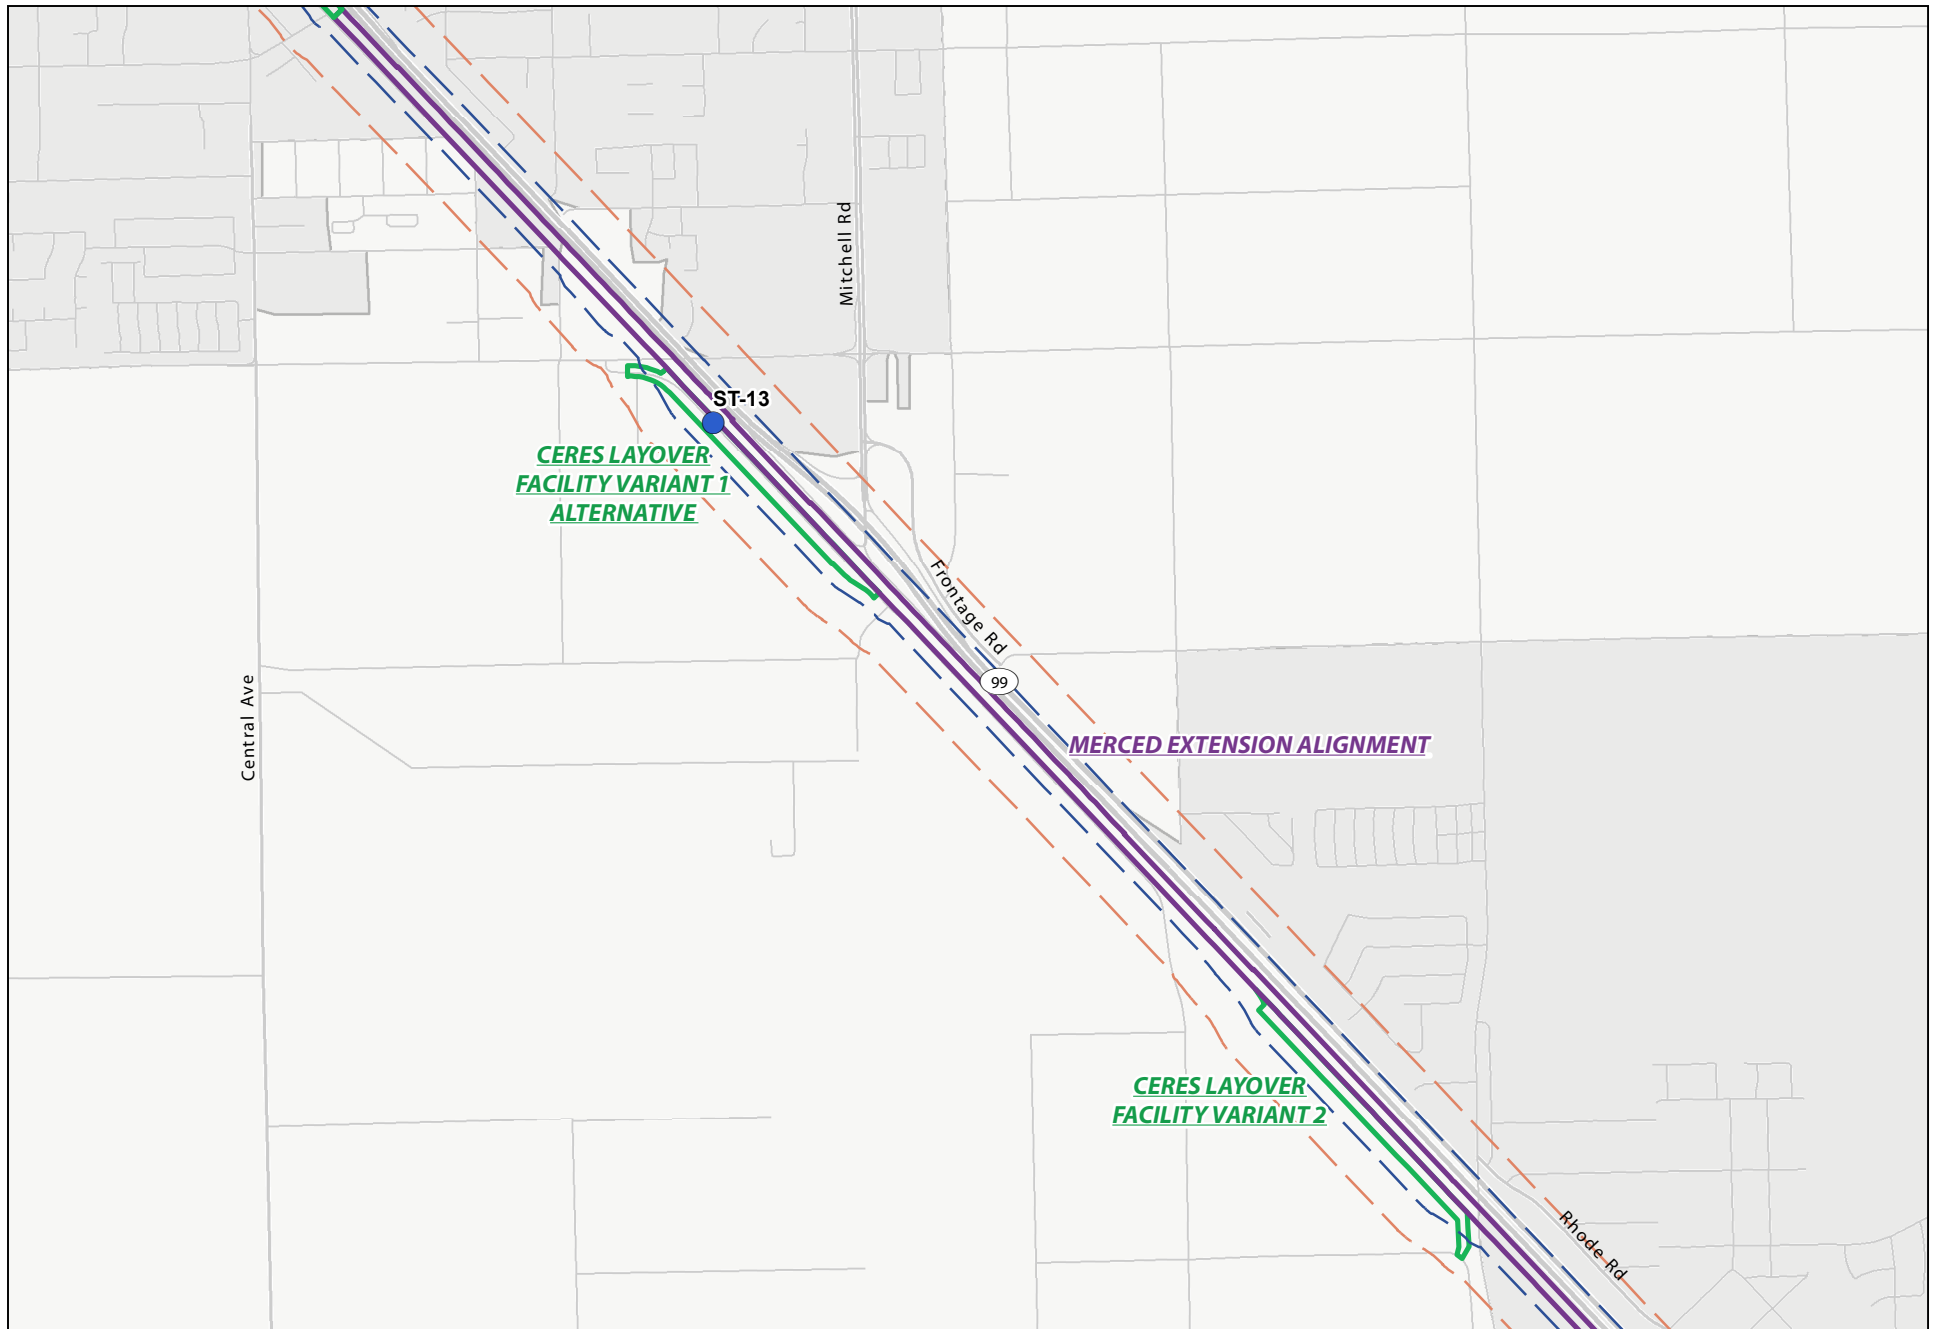 Mitchell Rd
ST-13
CERES LAYOVER
FACILITY VARIANT 1
ALTERNATIVE
Frontage Rd
99
Central Ave
MERCED EXTENSION ALIGNMENT
CERES LAYOVER
FACILITY VARIANT 2
Rhode Rd